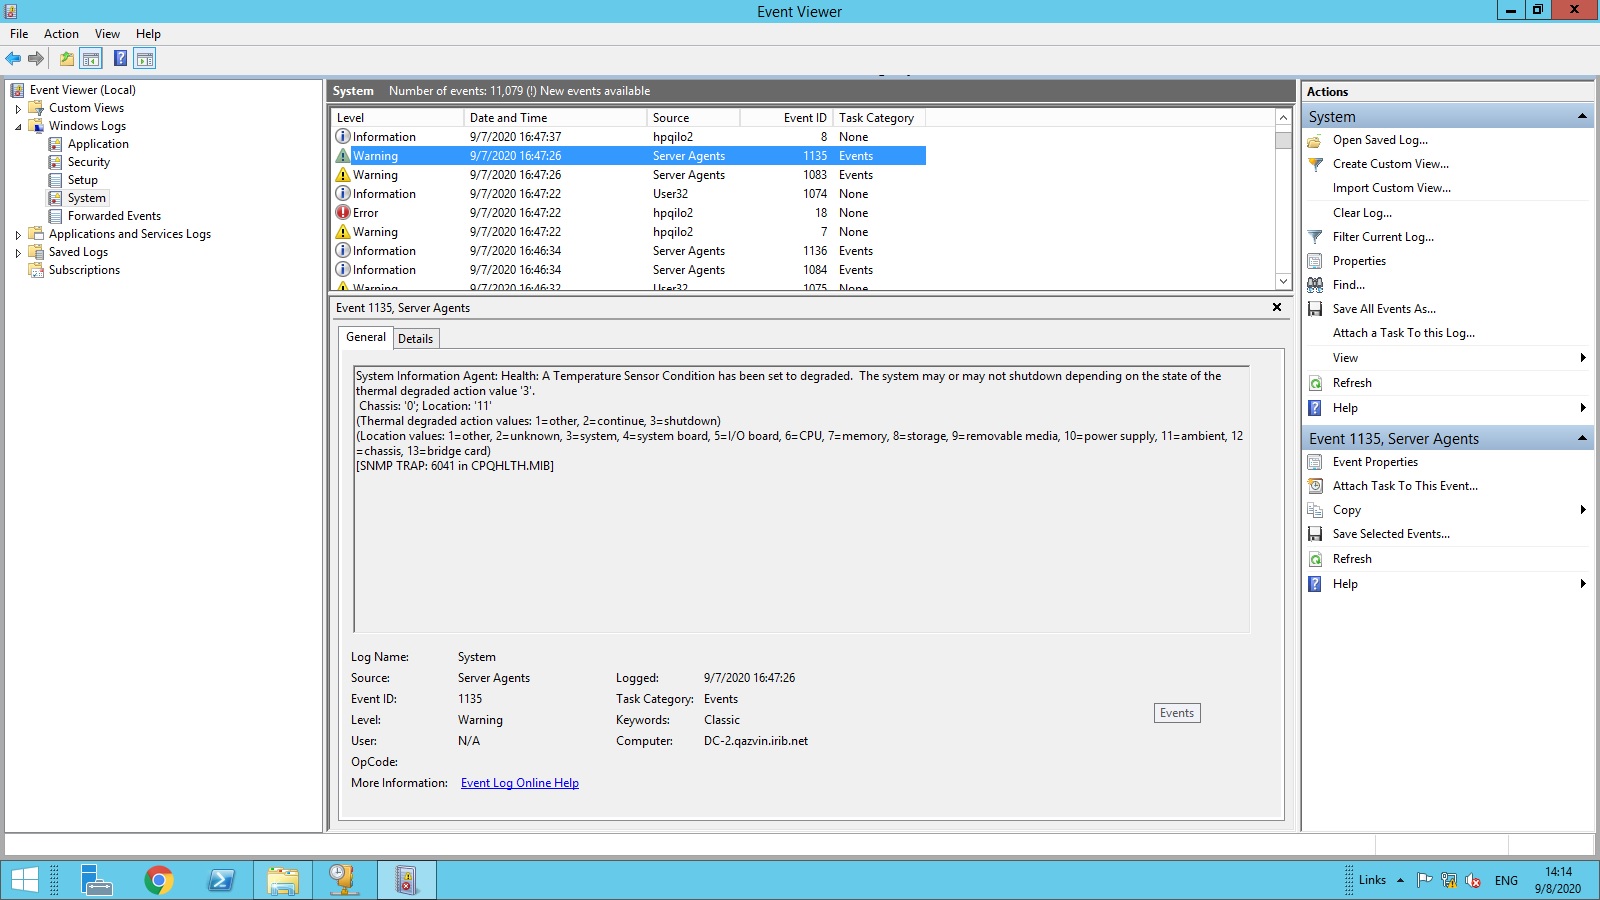 Event Viewer
File Action View Help
Event Viewer (Local)
Custom Views
Windows Logs
Application
Security
Setup
System
Forwarded Events
Applications and Services Logs
Saved Logs
Subscriptions
System Number of events: 11,079 (!) New events available
Level Date and Time Source Event ID Task Category
Information 9/7/2020 16:47:37 hpqilo2 8 None
Warning 9/7/2020 16:47:26 Server Agents 1135 Events
Warning 9/7/2020 16:47:26 Server Agents 1083 Events
Information 9/7/2020 16:47:22 User32 1074 None
Error 9/7/2020 16:47:22 hpqilo2 18 None
Warning 9/7/2020 16:47:22 hpqilo2 7 None
Information 9/7/2020 16:46:34 Server Agents 1136 Events
Information 9/7/2020 16:46:34 Server Agents 1084 Events
Warning 9/7/2020 16:46:32 User32 1075 None
Event 1135, Server Agents
General Details
System Information Agent: Health: A Temperature Sensor Condition has been set to degraded. The system may or may not shutdown depending on the state of the
thermal degraded action value '3'.
Chassis: '0'; Location: '11'
(Thermal degraded action values: 1=other, 2=continue, 3=shutdown)
(Location values: 1=other, 2=unknown, 3=system, 4=system board, 5=I/O board, 6=CPU, 7=memory, 8=storage, 9=removable media, 10=power supply, 11=ambient, 12
=chassis, 13=bridge card)
[SNMP TRAP: 6041 in CPQHLTH.MIB]
Log Name: System
Source: Server Agents Logged: 9/7/2020 16:47:26
Event ID: 1135 Task Category: Events
Level: Warning Keywords: Classic
User: N/A Computer: DC-2.qazvin.irib.net
OpCode:
More Information: Event Log Online Help
Events
Actions
System
Open Saved Log...
Create Custom View...
Import Custom View...
Clear Log...
Filter Current Log...
Properties
Find...
Save All Events As...
Attach a Task To this Log...
View
Refresh
Help
Event 1135, Server Agents
Event Properties
Attach Task To This Event...
Copy
Save Selected Events...
Refresh
Help
Links ENG 14:14
9/8/2020